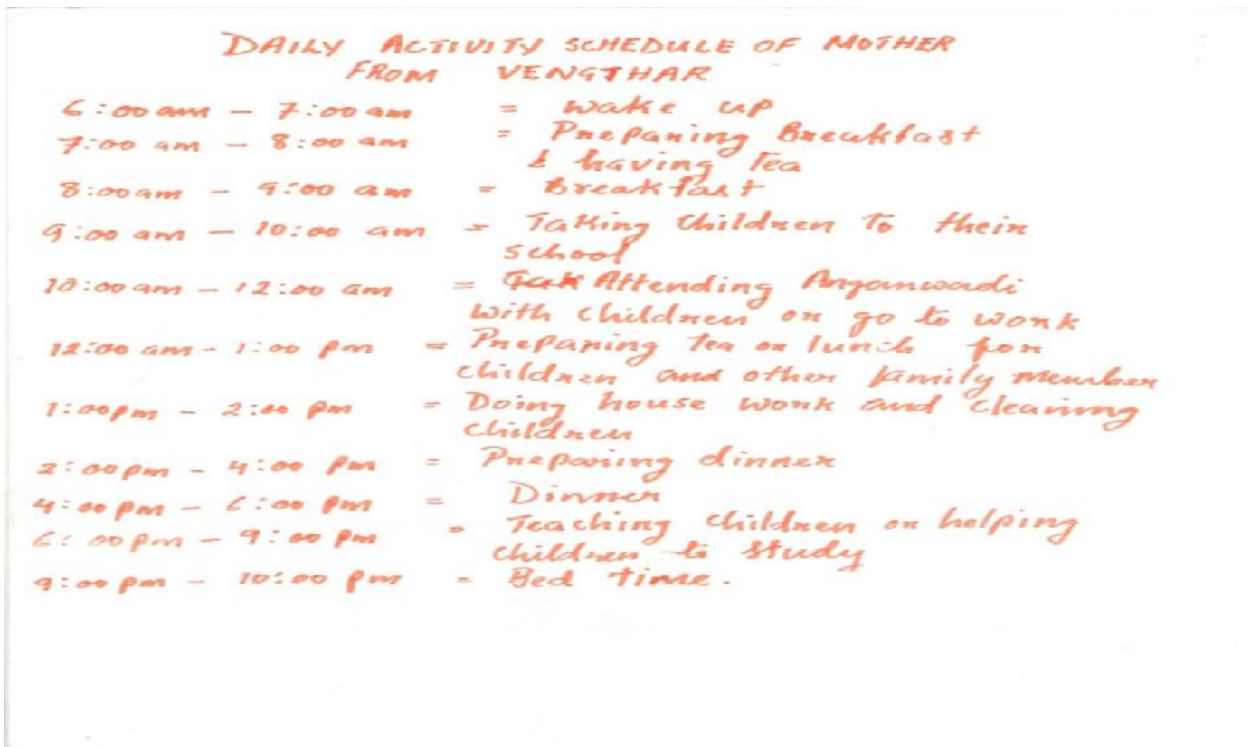 DAILY ACTIVITY SCHEDULE OF MOTHER
FROM VENGTHAR
6:00 am - 7:00 am = Wake up
7:00 am - 8:00 am = Preparing Breakfast
& having Tea
8:00 am - 9:00 am = Breakfast
9:00 am - 10:00 am = Taking Children To their
School
10:00 am - 12:00 am = Attending Anganwadi
with children or go to work
12:00 am - 1:00 pm = Preparing tea or lunch for
children and other family member
1:00 pm - 2:00 pm = Doing house work and cleaning
children
2:00 pm - 4:00 pm = Preparing dinner
4:00 pm - 6:00 pm = Dinner
6:00 pm - 9:00 pm = Teaching children or helping
children to study
9:00 pm - 10:00 pm = Bed time.